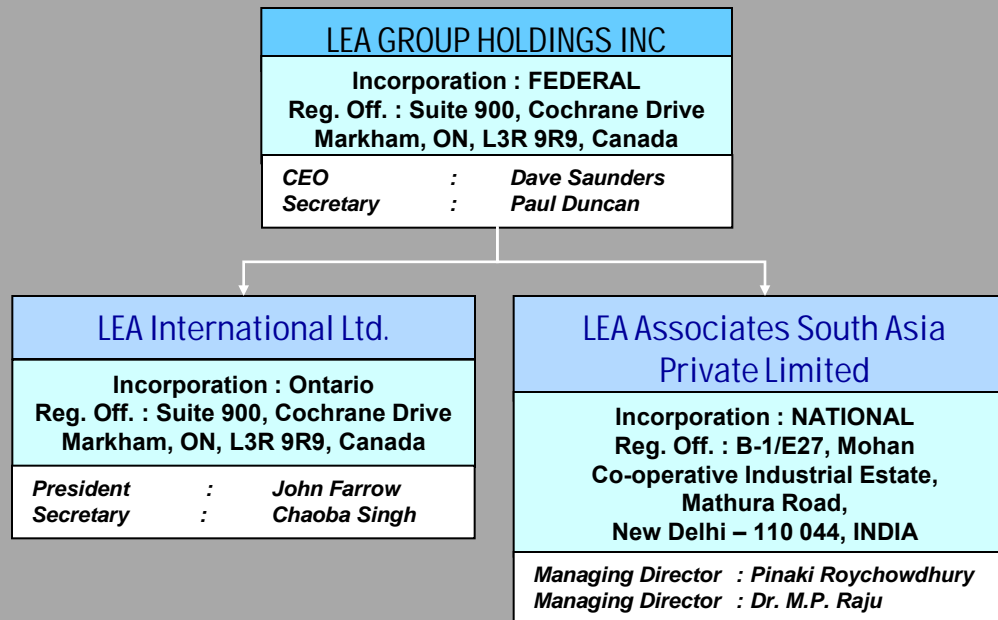 LEA GROUP HOLDINGS INC
Incorporation : FEDERAL
Reg. Off. : Suite 900, Cochrane Drive
Markham, ON, L3R 9R9, Canada
CEO : Dave Saunders
Secretary : Paul Duncan
LEA International Ltd.
Incorporation : Ontario
Reg. Off. : Suite 900, Cochrane Drive
Markham, ON, L3R 9R9, Canada
President : John Farrow
Secretary : Chaoba Singh
LEA Associates South Asia
Private Limited
Incorporation : NATIONAL
Reg. Off. : B-1/E27, Mohan
Co-operative Industrial Estate,
Mathura Road,
New Delhi – 110 044, INDIA
Managing Director : Pinaki Roychowdhury
Managing Director : Dr. M.P. Raju